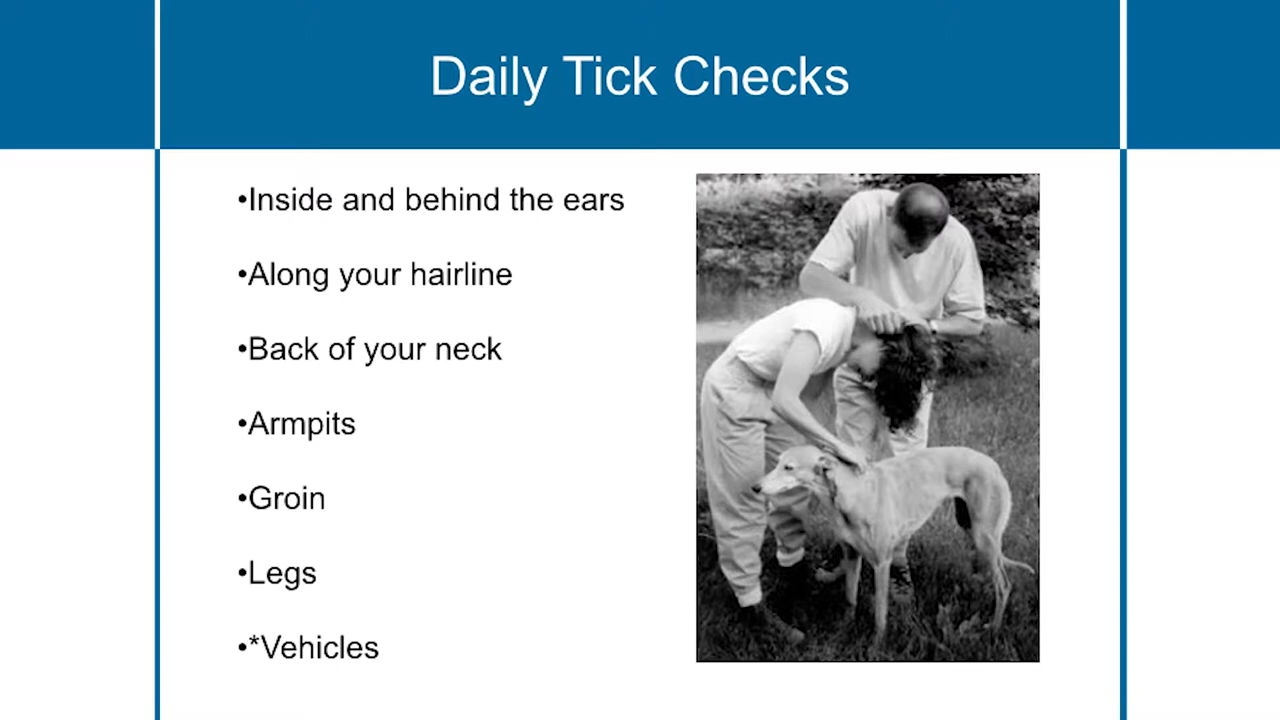 Daily Tick Checks
•Inside and behind the ears
•Along your hairline
•Back of your neck
•Armpits
•Groin
•Legs
•*Vehicles